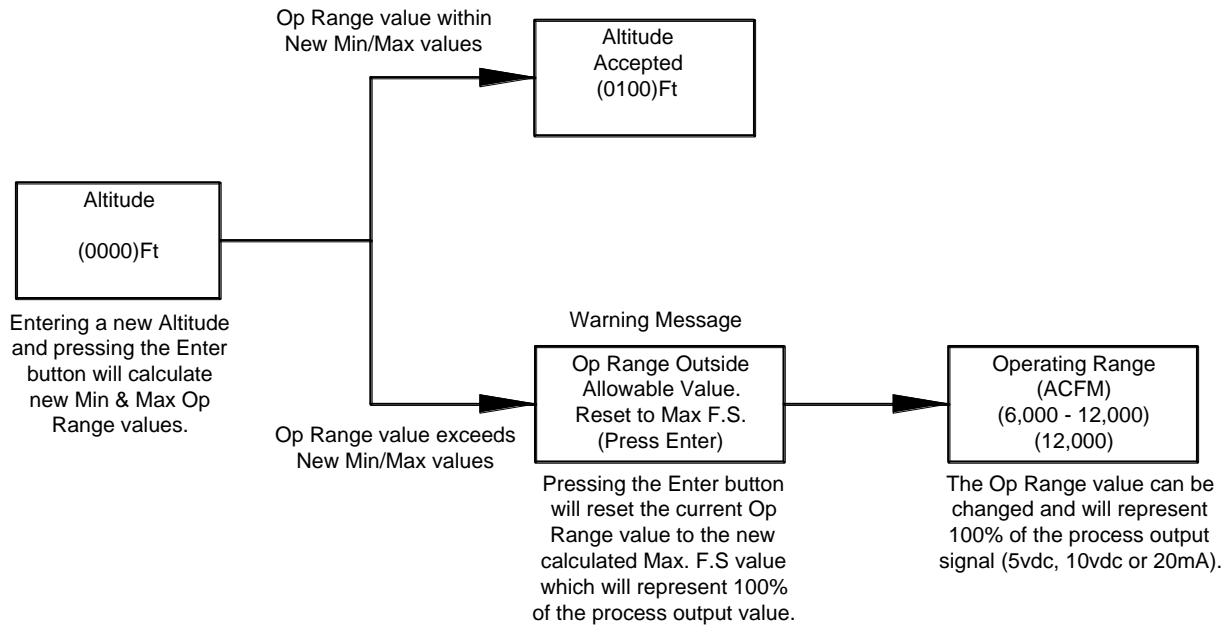 Op Range value within
New Min/Max values
Altitude
Accepted
(0100)Ft
Altitude
(0000)Ft
Entering a new Altitude
and pressing the Enter
button will calculate
new Min & Max Op
Range values.
Op Range value exceeds
New Min/Max values
Warning Message
Op Range Outside
Allowable Value.
Reset to Max F.S.
(Press Enter)
Pressing the Enter button
will reset the current Op
Range value to the new
calculated Max. F.S value
which will represent 100%
of the process output value.
Operating Range
(ACFM)
(6,000 - 12,000)
(12,000)
The Op Range value can be
changed and will represent
100% of the process output
signal (5vdc, 10vdc or 20mA).